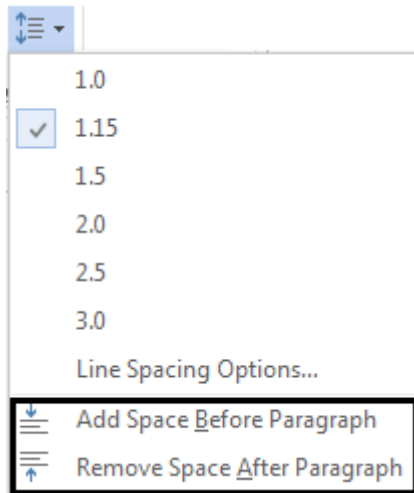 1.0
1.15
1.5
2.0
2.5
3.0
Line Spacing Options...
Add Space Before Paragraph
Remove Space After Paragraph